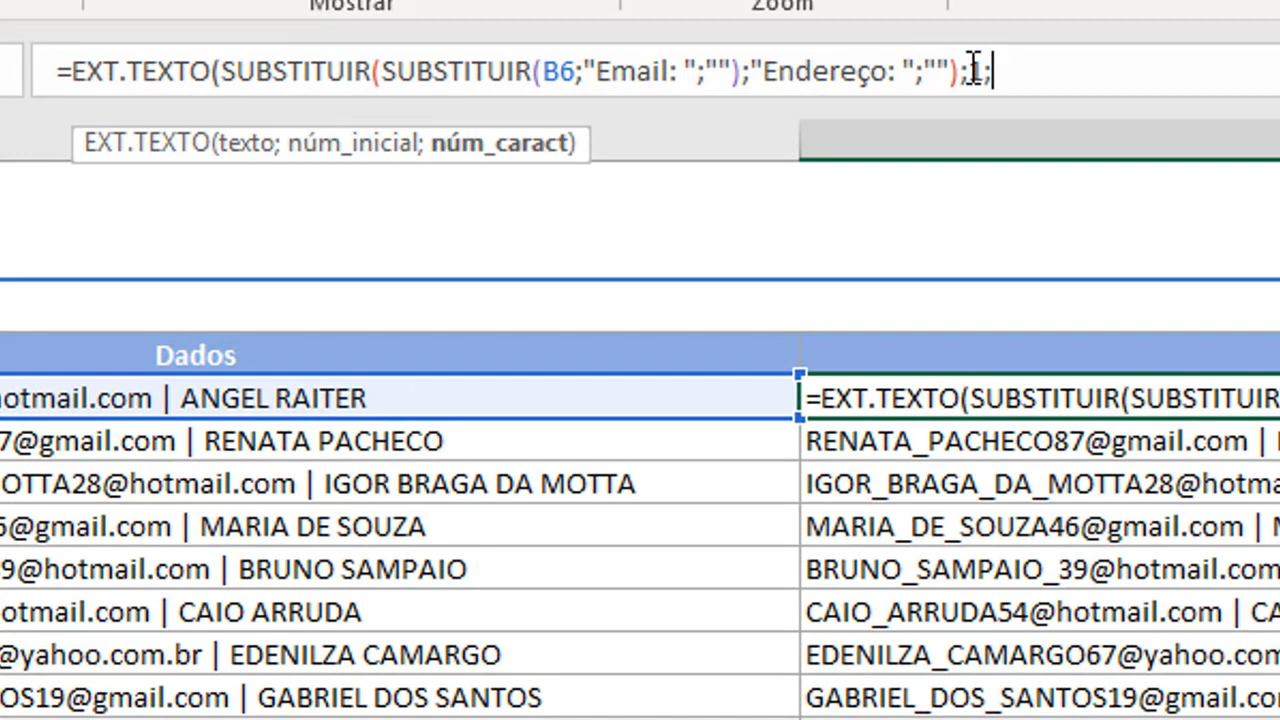 Mostrar Zoom
=EXT.TEXTO(SUBSTITUIR(SUBSTITUIR(B6;"Email: ";"");"Endereço: ";"");1;
EXT.TEXTO(texto; núm_inicial; núm_caract)
Dados
hotmail.com | ANGEL RAITER =EXT.TEXTO(SUBSTITUIR(SUBSTITUIR
7@gmail.com | RENATA PACHECO RENATA_PACHECO87@gmail.com |
OTTA28@hotmail.com | IGOR BRAGA DA MOTTA IGOR_BRAGA_DA_MOTTA28@hotma
6@gmail.com | MARIA DE SOUZA MARIA_DE_SOUZA46@gmail.com |
9@hotmail.com | BRUNO SAMPAIO BRUNO_SAMPAIO_39@hotmail.com
otmail.com | CAIO ARRUDA CAIO_ARRUDA54@hotmail.com | CA
@yahoo.com.br | EDENILZA CAMARGO EDENILZA_CAMARGO67@yahoo.com
OS19@gmail.com | GABRIEL DOS SANTOS GABRIEL_DOS_SANTOS19@gmail.co